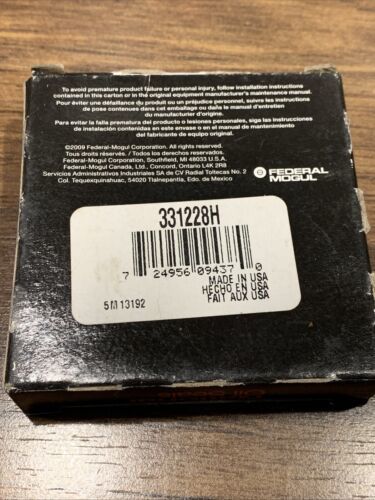 To avoid premature product failure or personal injury, follow installation instructions
contained in this carton or in the original equipment manufacturer's maintenance manual.
Pour éviter une défaillance du produit ou un préjudice personnel, suivre les instructions
de pose contenues dans cet emballage ou dans le manuel d'entretien
du manufacturier d'origine.
Para evitar la falla prematura del producto o lesiones personales, siga las instrucciones
de instalación contenidas en este envase o en el manual de mantenimiento
del fabricante de equipo original.
©2009 Federal-Mogul Corporation. All rights reserved.
Tous droits réservés. / Todos los derechos reservados.
Federal-Mogul Corporation, Southfield, MI 48033 U.S.A.
Federal-Mogul Canada, Ltd., Concord, Ontario L4K 2R8
Servicios Administrativos Industriales SA de CV Radial Toltecas No. 2
Col. Tequexquinahuac, 54020 Tlalnepantla, Edo. de Mexico
FEDERAL
MOGUL
331228H
7 24956 09437 0
MADE IN USA
HECHO EN USA
FAIT AUX USA
5M13192
Oil Seals